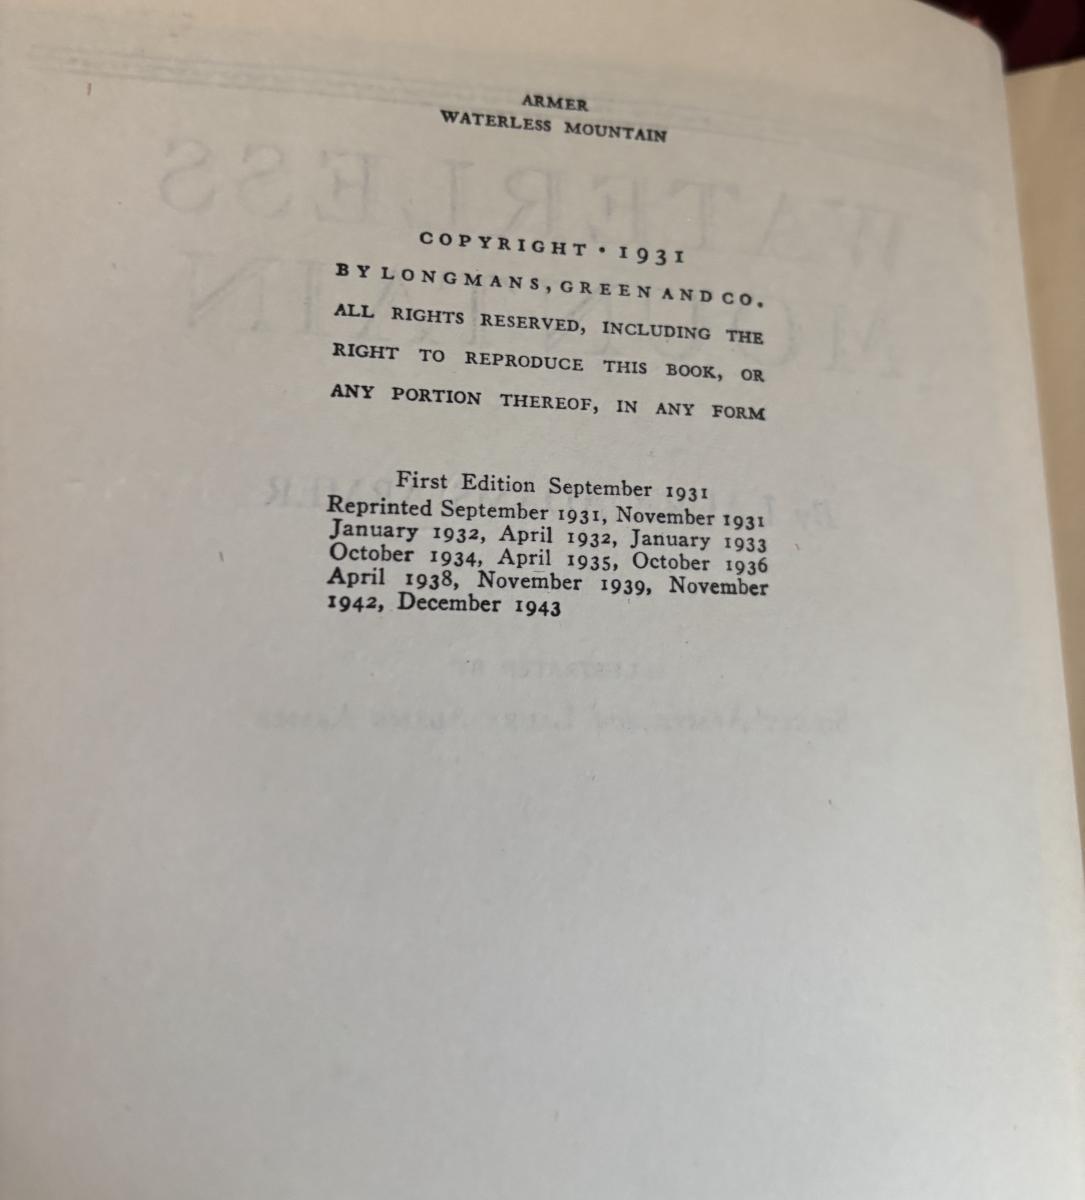 ARMER
WATERLESS MOUNTAIN
COPYRIGHT · 1931
BY LONGMANS, GREEN AND CO.
ALL RIGHTS RESERVED, INCLUDING THE
RIGHT TO REPRODUCE THIS BOOK, OR
ANY PORTION THEREOF, IN ANY FORM
First Edition September 1931
Reprinted September 1931, November 1931
January 1932, April 1932, January 1933
October 1934, April 1935, October 1936
April 1938, November 1939, November
1942, December 1943